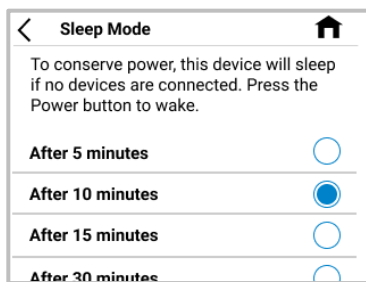 Sleep Mode
To conserve power, this device will sleep
if no devices are connected. Press the
Power button to wake.
After 5 minutes
After 10 minutes
After 15 minutes
After 30 minutes